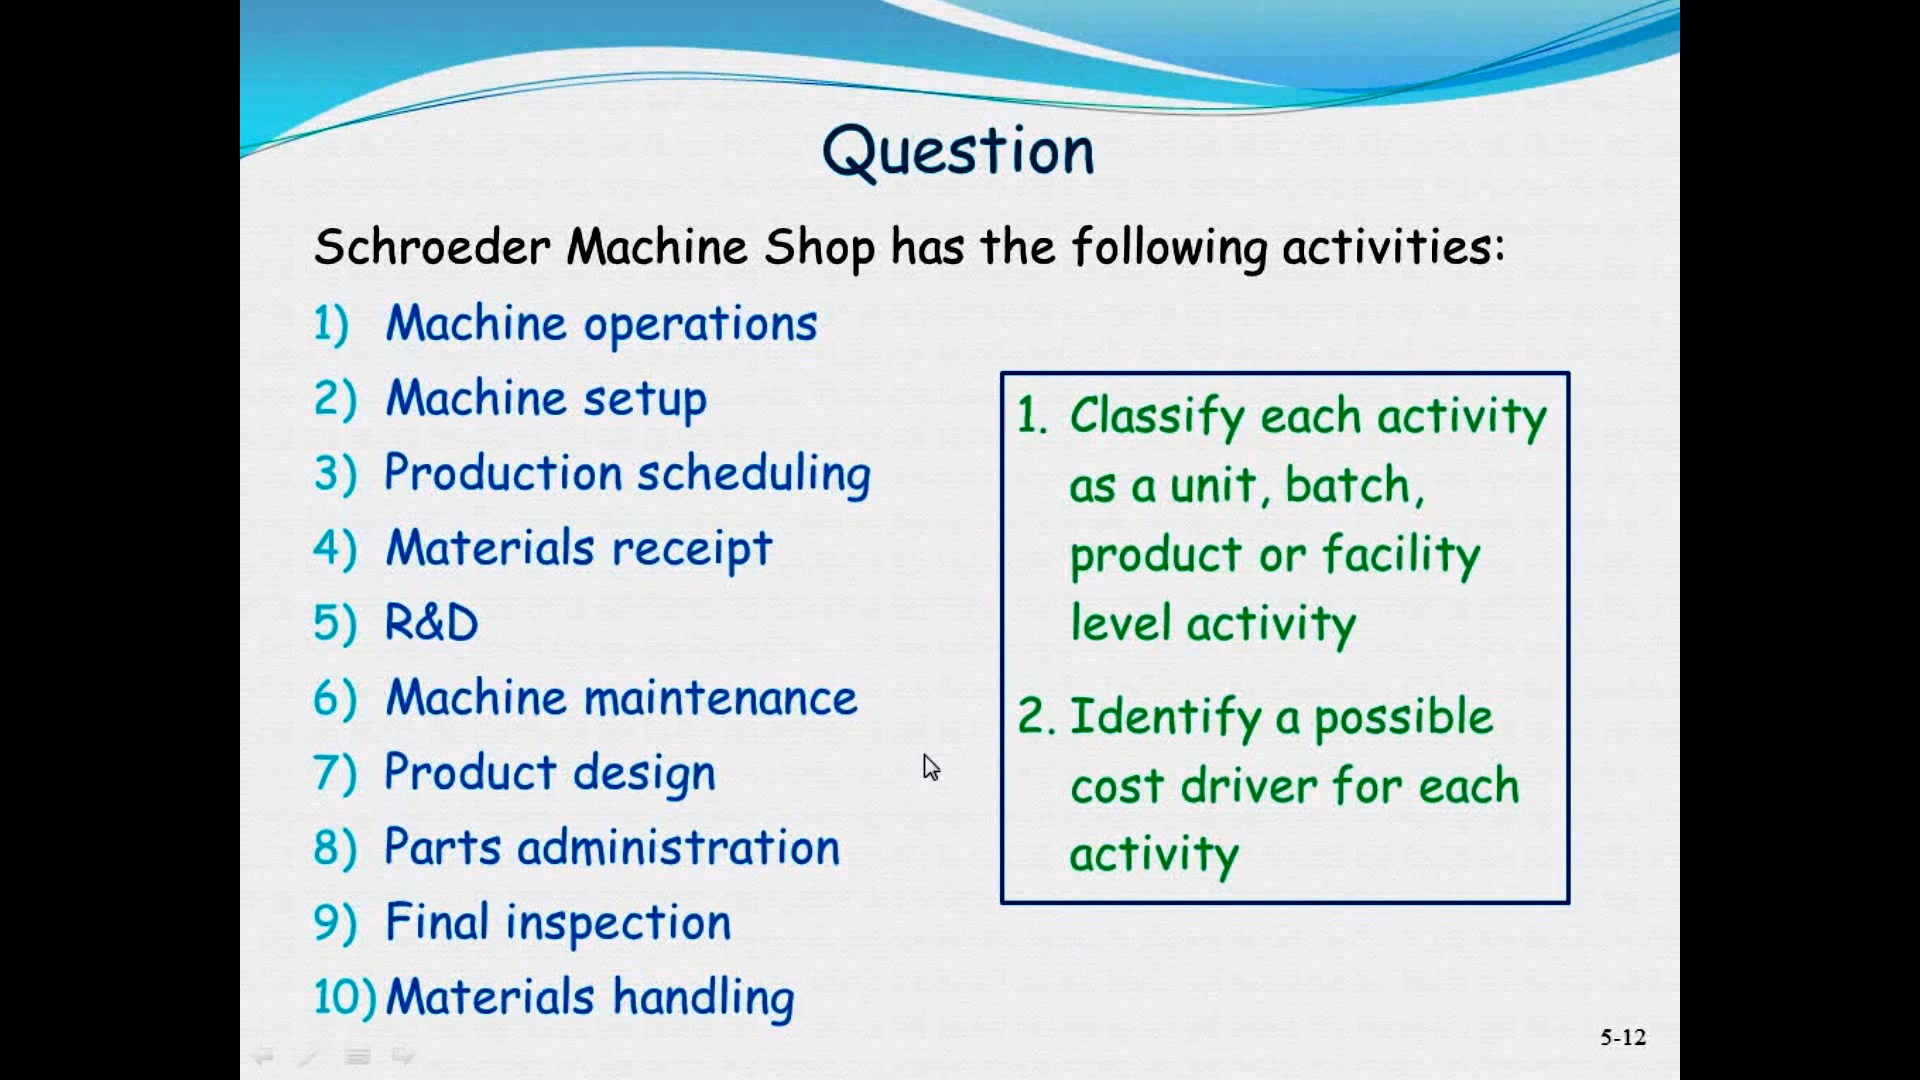 Question
Schroeder Machine Shop has the following activities:
1) Machine operations
2) Machine setup
3) Production scheduling
4) Materials receipt
5) R&D
6) Machine maintenance
7) Product design
8) Parts administration
9) Final inspection
10) Materials handling
1. Classify each activity
as a unit, batch,
product or facility
level activity
2. Identify a possible
cost driver for each
activity
5-12